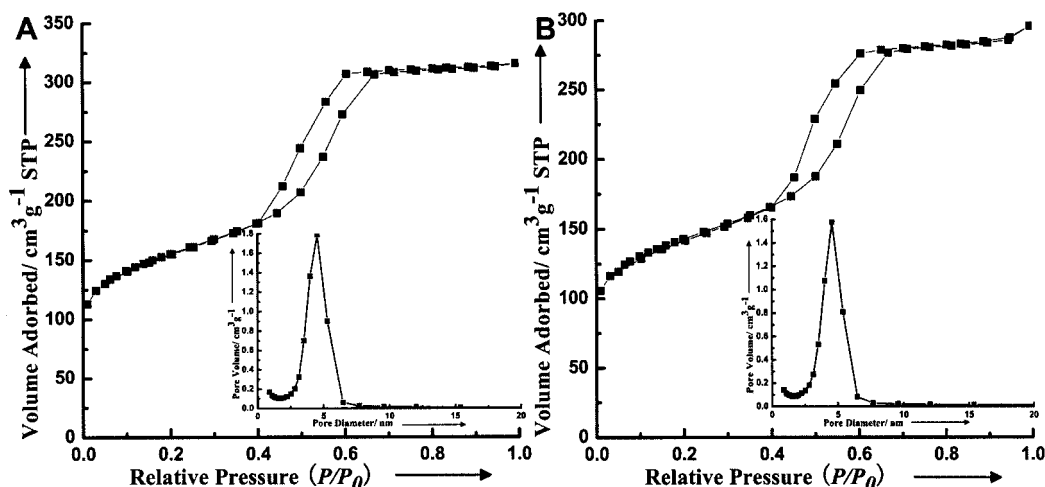 A
Volume Adorbed/ cm³g⁻¹ STP
350
300
250
200
150
100
50
0
0.0 0.2 0.4 0.6 0.8 1.0
Relative Pressure (P/P₀)
Pore Volume/ cm³g⁻¹
1.8
1.6
1.4
1.2
1.0
0.8
0.6
0.4
0.2
0.0
0 5 10 15 20
Pore Diameter/ nm
B
Volume Adorbed/ cm³g⁻¹ STP
300
250
200
150
100
50
0
0.0 0.2 0.4 0.6 0.8 1.0
Relative Pressure (P/P₀)
Pore Volume/ cm³g⁻¹
1.6
1.4
1.2
1.0
0.8
0.6
0.4
0.2
0.0
0 5 10 15 20
Pore Diameter/ nm